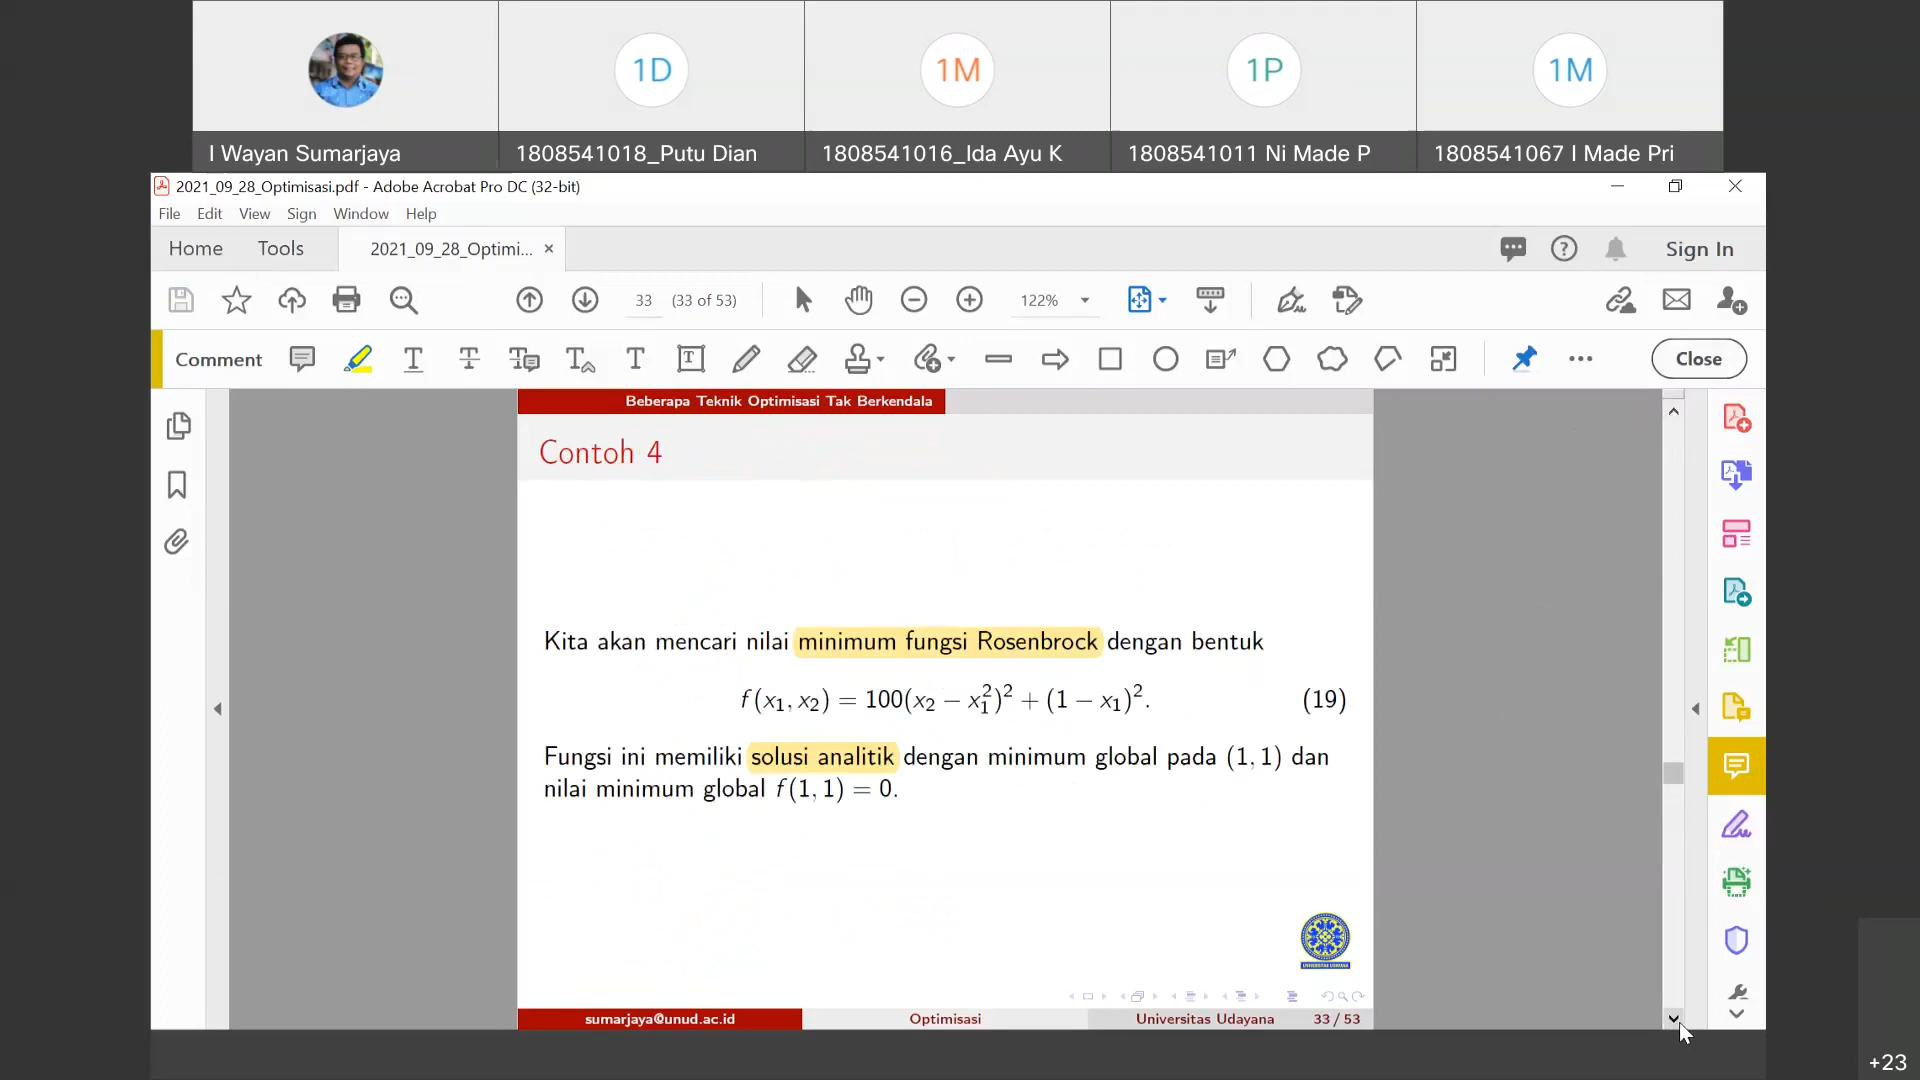 1D
1M
1P
1M
I Wayan Sumarjaya
1808541018_Putu Dian
1808541016_Ida Ayu K
1808541011 Ni Made P
1808541067 I Made Pri
2021_09_28_Optimisasi.pdf - Adobe Acrobat Pro DC (32-bit)
File Edit View Sign Window Help
Home Tools 2021_09_28_Optimi... × Sign In
33 (33 of 53) 122%
Comment Close
Beberapa Teknik Optimisasi Tak Berkendala
Contoh 4
Kita akan mencari nilai minimum fungsi Rosenbrock dengan bentuk
f(x₁, x₂) = 100(x₂ − x₁²)² + (1 − x₁)². (19)
Fungsi ini memiliki solusi analitik dengan minimum global pada (1, 1) dan
nilai minimum global f(1, 1) = 0.
UNIVERSITAS UDAYANA
sumarjaya@unud.ac.id Optimisasi Universitas Udayana 33 / 53
+23